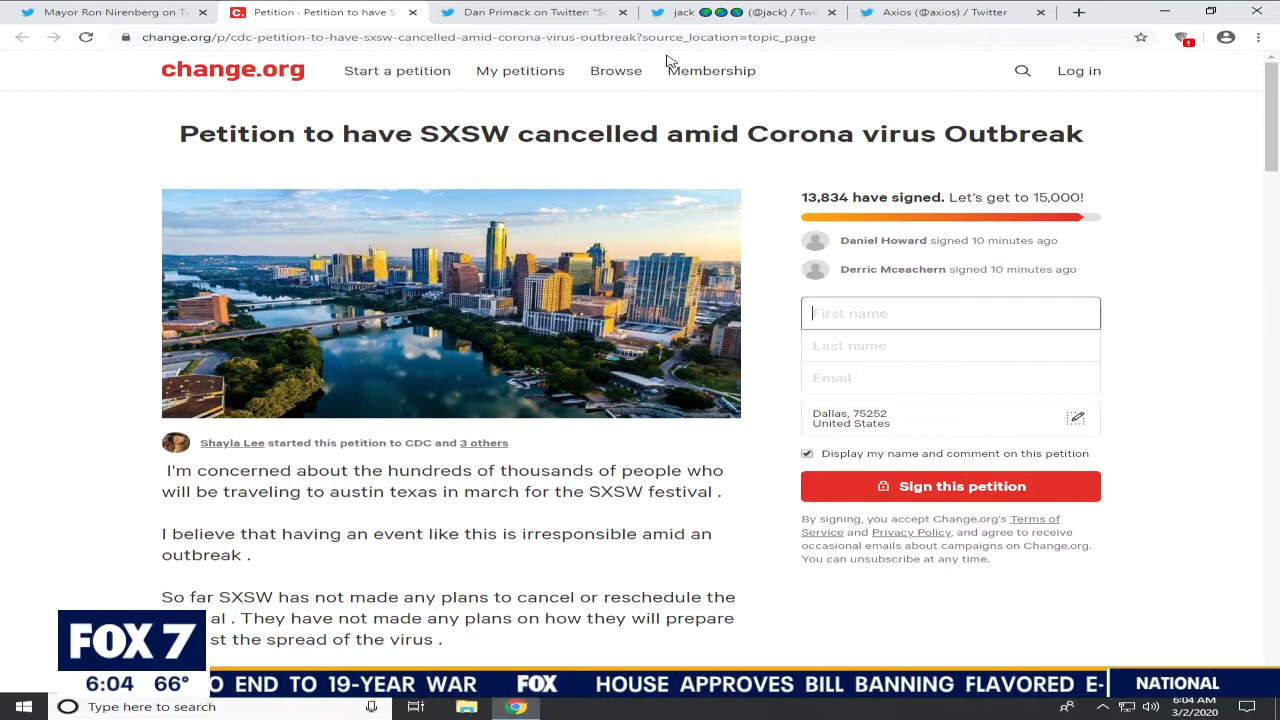 Mayor Ron Nirenberg on Twitter
Petition · Petition to have S
Dan Primack on Twitter: "Sc
jack (@jack) / Twitter
Axios (@axios) / Twitter
change.org/p/cdc-petition-to-have-sxsw-cancelled-amid-corona-virus-outbreak?source_location=topic_page
change.org
Start a petition
My petitions
Browse
Membership
Log in
Petition to have SXSW cancelled amid Corona virus Outbreak
13,834 have signed. Let's get to 15,000!
Daniel Howard signed 10 minutes ago
Derric Mceachern signed 10 minutes ago
First name
Last name
Email
Dallas, 75252
United States
Display my name and comment on this petition
Sign this petition
By signing, you accept Change.org's Terms of
Service and Privacy Policy, and agree to receive
occasional emails about campaigns on Change.org.
You can unsubscribe at any time.
Shayla Lee started this petition to CDC and 3 others
I'm concerned about the hundreds of thousands of people who
will be traveling to austin texas in march for the SXSW festival .
I believe that having an event like this is irresponsible amid an
outbreak .
So far SXSW has not made any plans to cancel or reschedule the
al . They have not made any plans on how they will prepare
st the spread of the virus .
FOX 7
6:04 66°
O END TO 19-YEAR WAR FOX HOUSE APPROVES BILL BANNING FLAVORED E-
NATIONAL
Type here to search
6:04 AM
3/2/2020